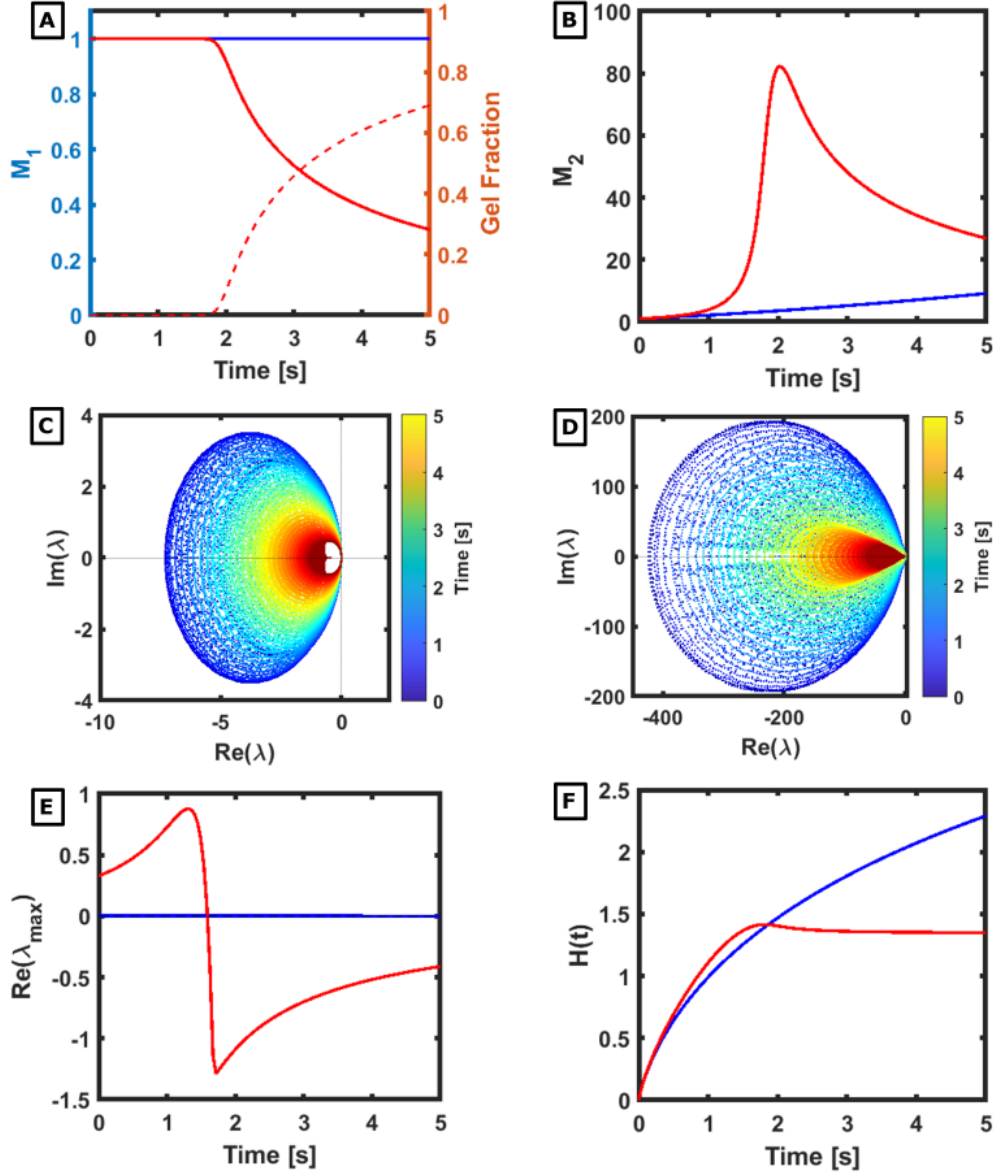 A
M1
1
0.8
0.6
0.4
0.2
0
0 1 2 3 4 5
Time [s]
1
0.8
0.6
0.4
0.2
0
Gel Fraction
B
M2
100
80
60
40
20
0
0 1 2 3 4 5
Time [s]
C
Im(λ)
4
2
0
-2
-4
-10 -5 0
Re(λ)
5
4
3
2
1
0
Time [s]
D
Im(λ)
200
100
0
-100
-200
-400 -200 0
Re(λ)
5
4
3
2
1
0
Time [s]
E
Re(λmax)
1
0.5
0
-0.5
-1
-1.5
0 1 2 3 4 5
Time [s]
F
H(t)
2.5
2
1.5
1
0.5
0
0 1 2 3 4 5
Time [s]